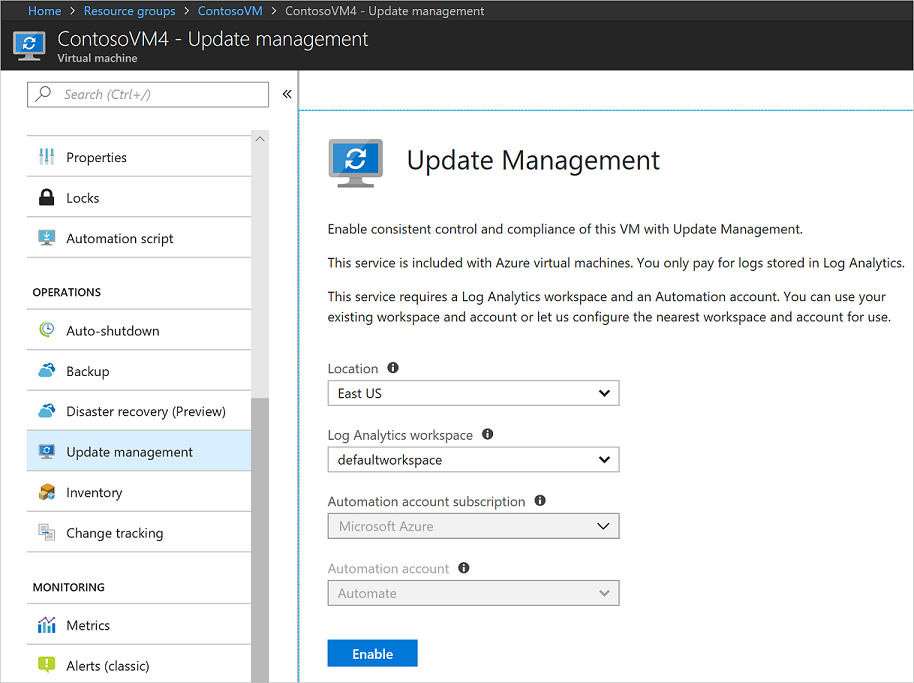 Home > Resource groups > ContosoVM > ContosoVM4 - Update management
ContosoVM4 - Update management
Virtual machine
Search (Ctrl+/)
«
Properties
Locks
Automation script
OPERATIONS
Auto-shutdown
Backup
Disaster recovery (Preview)
Update management
Inventory
Change tracking
MONITORING
Metrics
Alerts (classic)
Update Management
Enable consistent control and compliance of this VM with Update Management.
This service is included with Azure virtual machines. You only pay for logs stored in Log Analytics.
This service requires a Log Analytics workspace and an Automation account. You can use your
existing workspace and account or let us configure the nearest workspace and account for use.
Location
East US
Log Analytics workspace
defaultworkspace
Automation account subscription
Microsoft Azure
Automation account
Automate
Enable